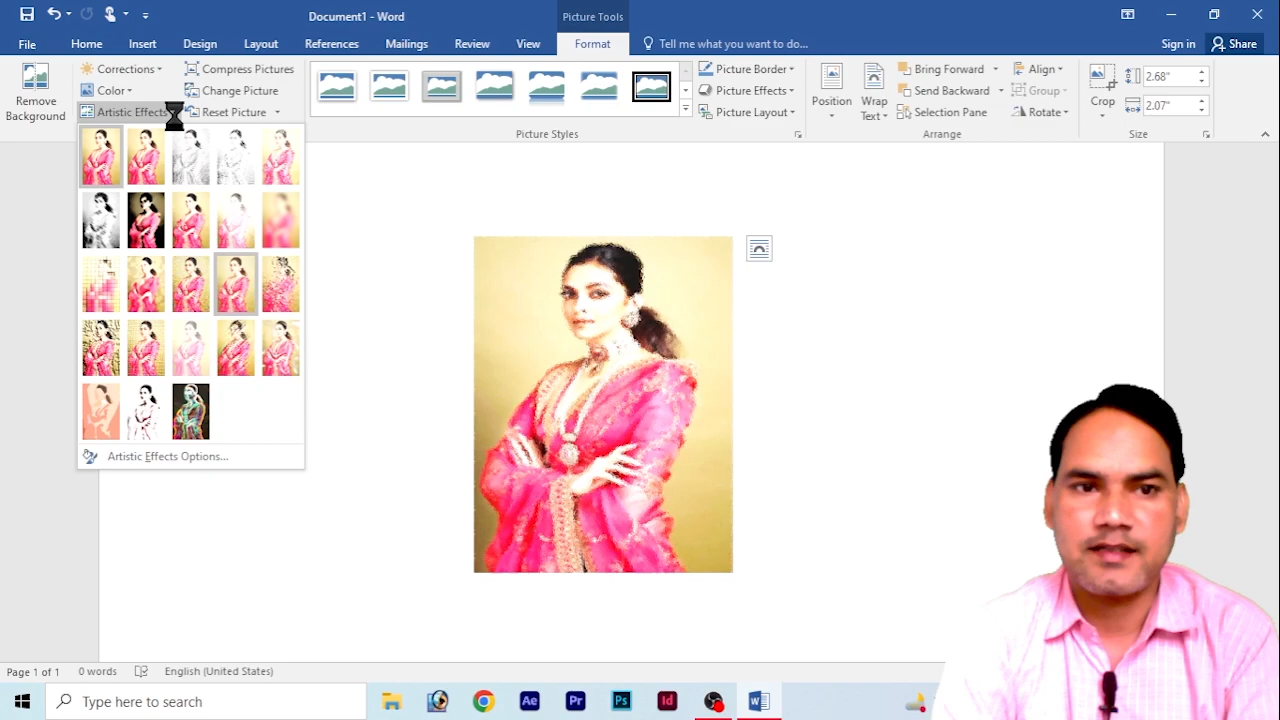 Document1 - Word
Picture Tools
File
Home
Insert
Design
Layout
References
Mailings
Review
View
Format
Tell me what you want to do...
Sign in
Share
Remove
Background
Corrections
Color
Artistic Effects
Compress Pictures
Change Picture
Reset Picture
Picture Styles
Picture Border
Picture Effects
Picture Layout
Position
Wrap
Text
Bring Forward
Send Backward
Selection Pane
Align
Group
Rotate
Arrange
Crop
2.68"
2.07"
Size
Artistic Effects Options...
Page 1 of 1
0 words
English (United States)
Type here to search
Ae
Pr
Ps
Id